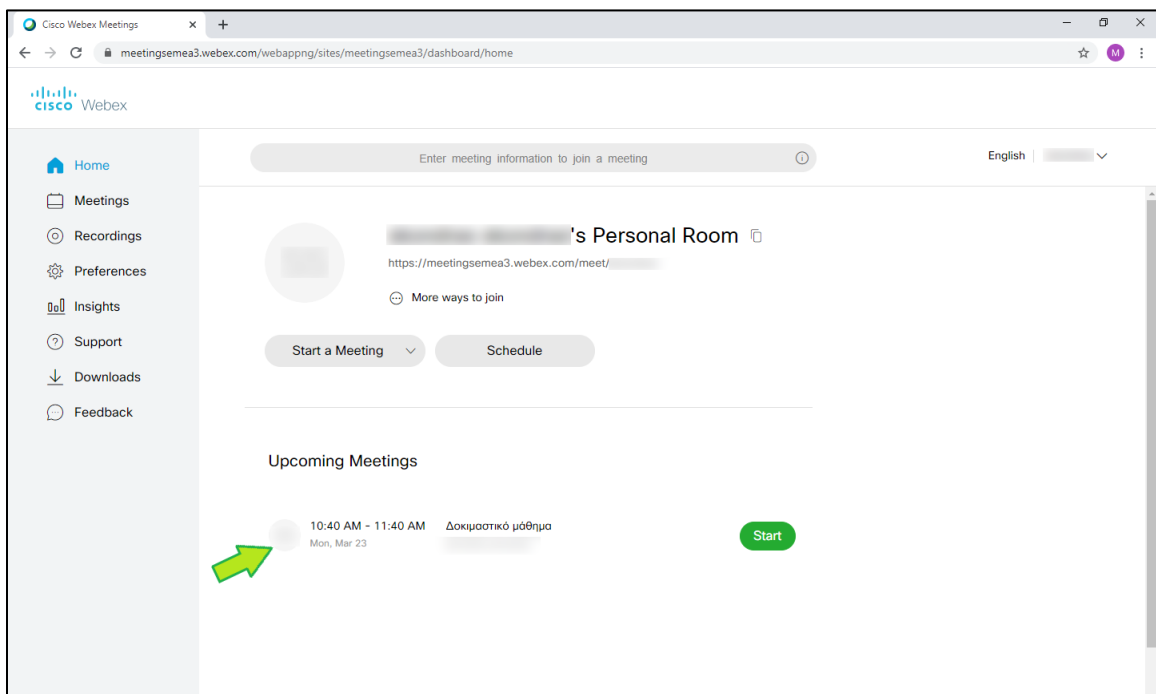 Cisco Webex Meetings
meetingsemea3.webex.com/webappng/sites/meetingsemea3/dashboard/home
M
cisco Webex
Enter meeting information to join a meeting
English
Home
Meetings
Recordings
Preferences
Insights
Support
Downloads
Feedback
's Personal Room
https://meetingsemea3.webex.com/meet/
More ways to join
Start a Meeting
Schedule
Upcoming Meetings
10:40 AM - 11:40 AM Δοκιμαστικό μάθημα
Mon, Mar 23
Start